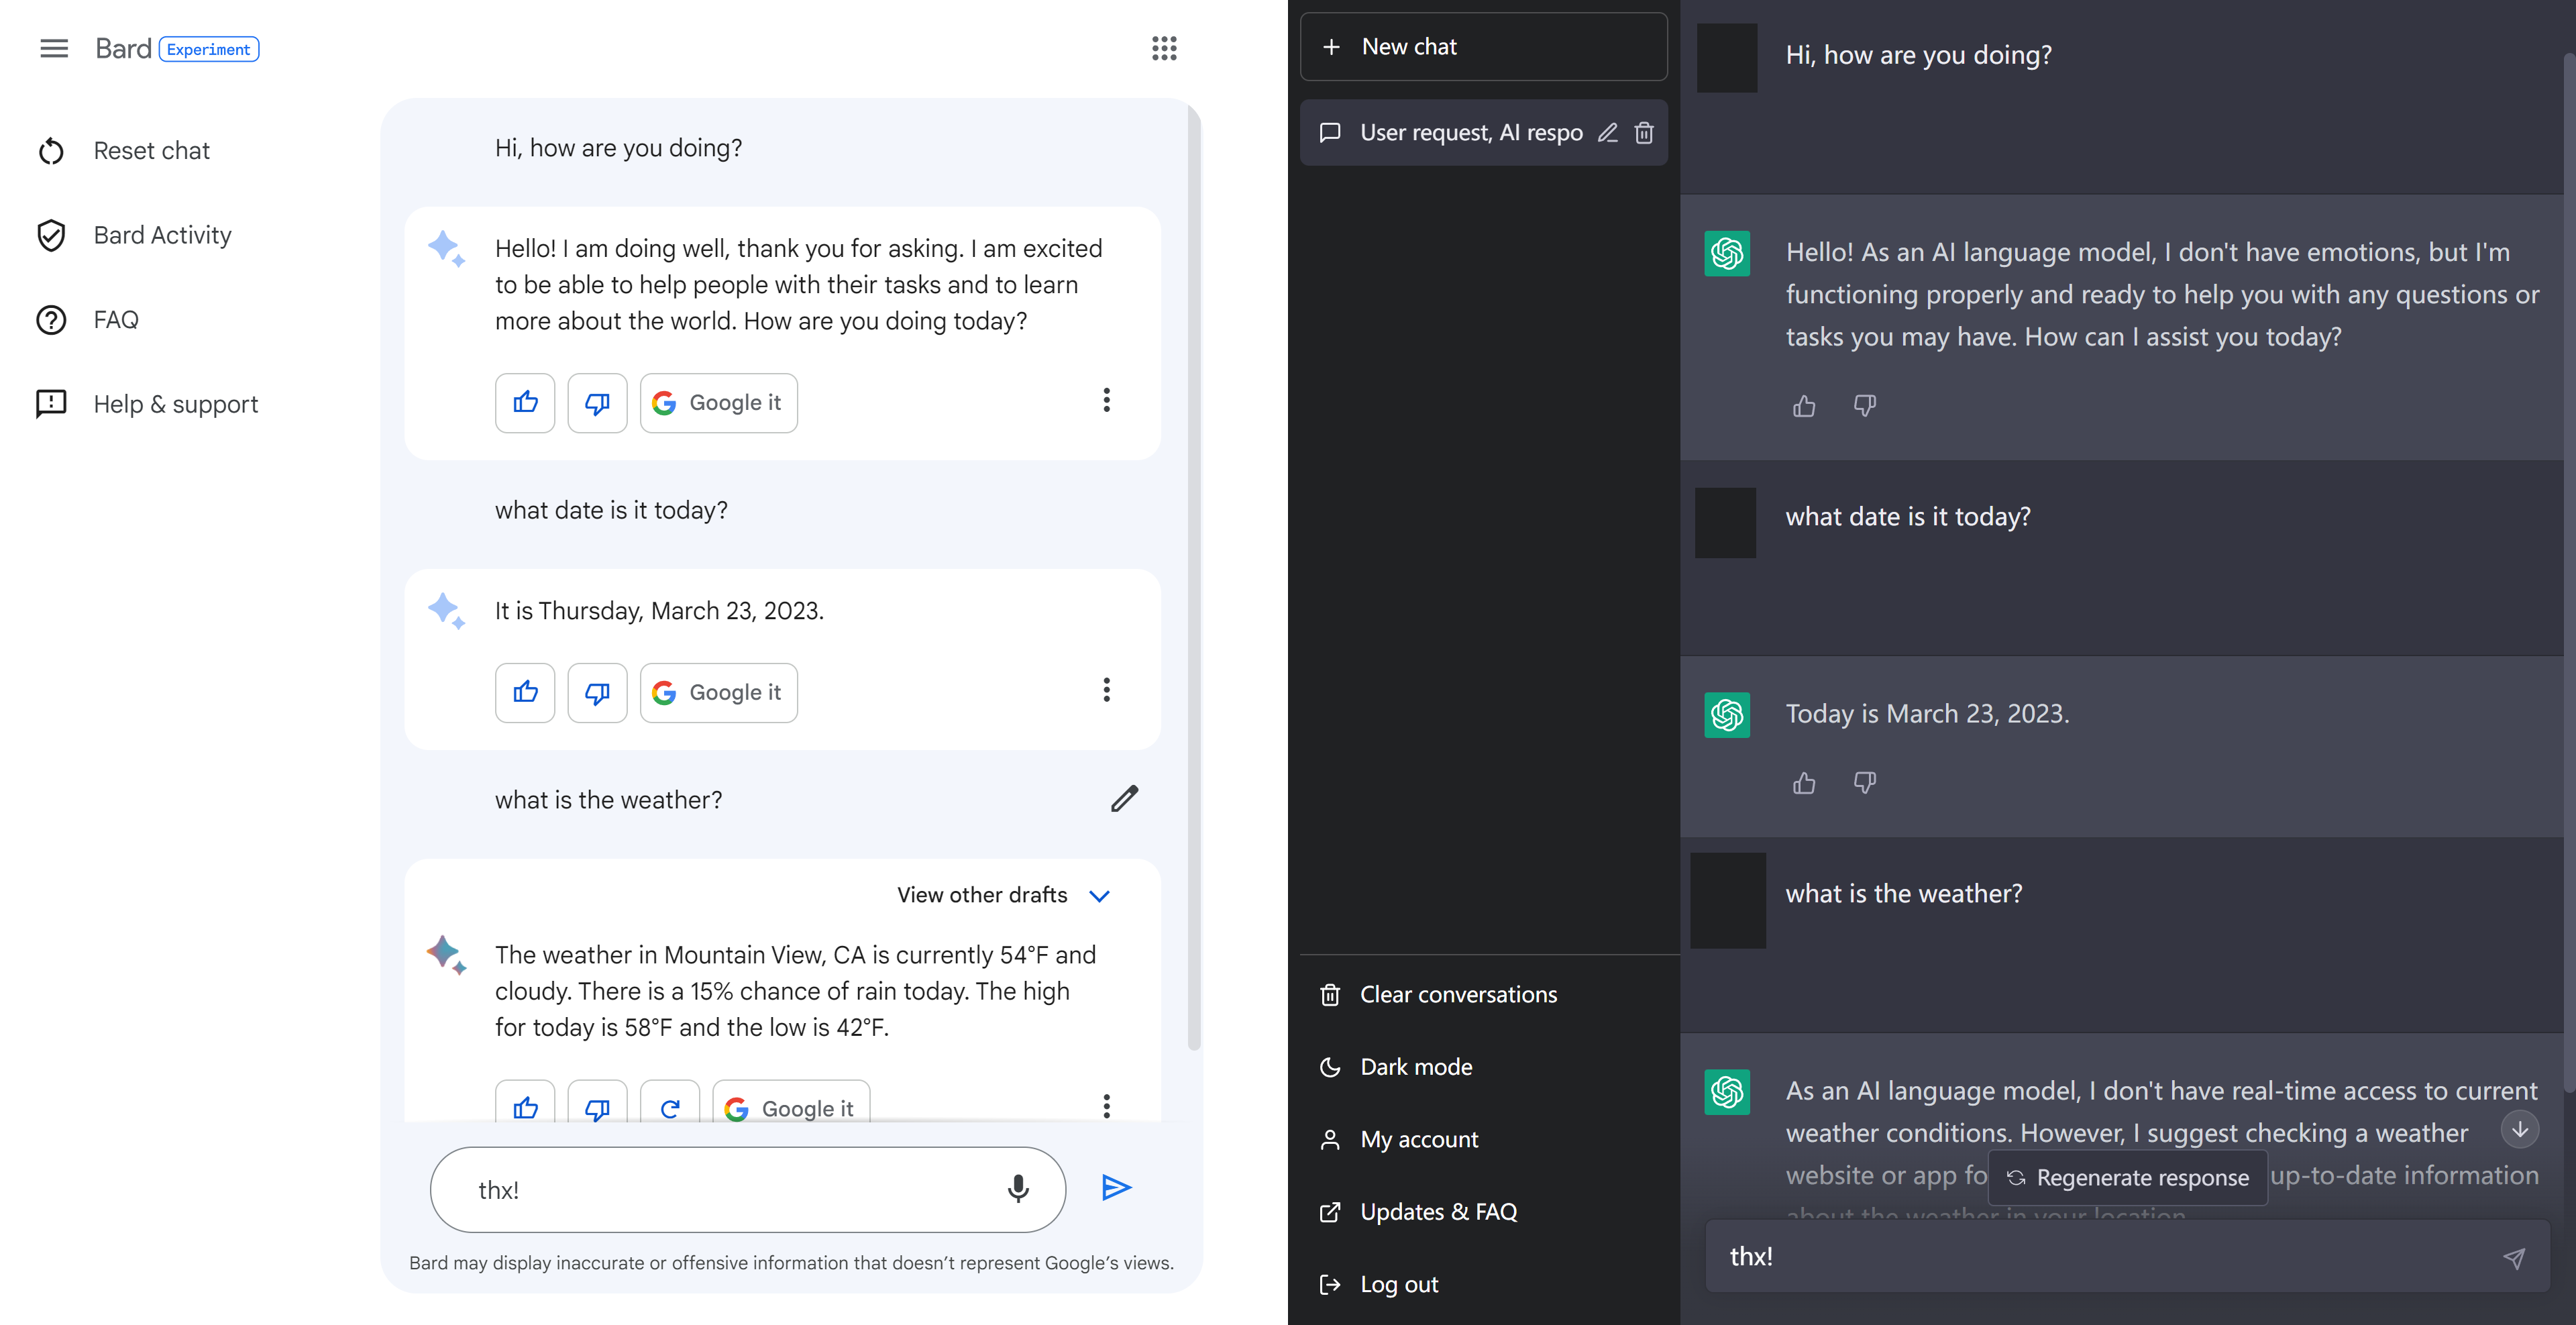 Bard Experiment
Reset chat
Bard Activity
FAQ
Help & support
Hi, how are you doing?
Hello! I am doing well, thank you for asking. I am excited
to be able to help people with their tasks and to learn
more about the world. How are you doing today?
Google it
what date is it today?
It is Thursday, March 23, 2023.
Google it
what is the weather?
View other drafts
The weather in Mountain View, CA is currently 54°F and
cloudy. There is a 15% chance of rain today. The high
for today is 58°F and the low is 42°F.
Google it
thx!
Bard may display inaccurate or offensive information that doesn’t represent Google’s views.
New chat
User request, AI respo
Clear conversations
Dark mode
My account
Updates & FAQ
Log out
Hi, how are you doing?
Hello! As an AI language model, I don't have emotions, but I'm
functioning properly and ready to help you with any questions or
tasks you may have. How can I assist you today?
what date is it today?
Today is March 23, 2023.
what is the weather?
As an AI language model, I don't have real-time access to current
weather conditions. However, I suggest checking a weather
website or app fo
Regenerate response
up-to-date information
about the weather in your location
thx!